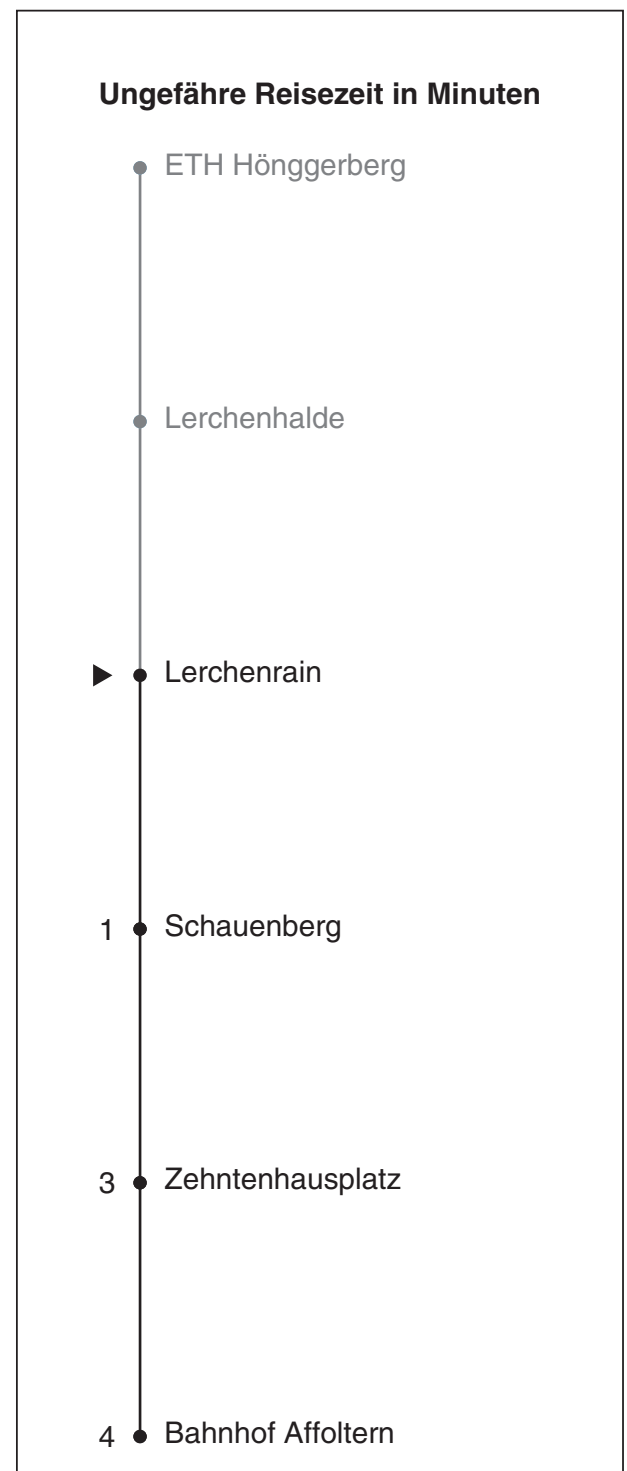 Ungefähre Reisezeit in Minuten
ETH Hönggerberg
Lerchenhalde
Lerchenrain
1 Schauenberg
3 Zehntenhausplatz
4 Bahnhof Affoltern